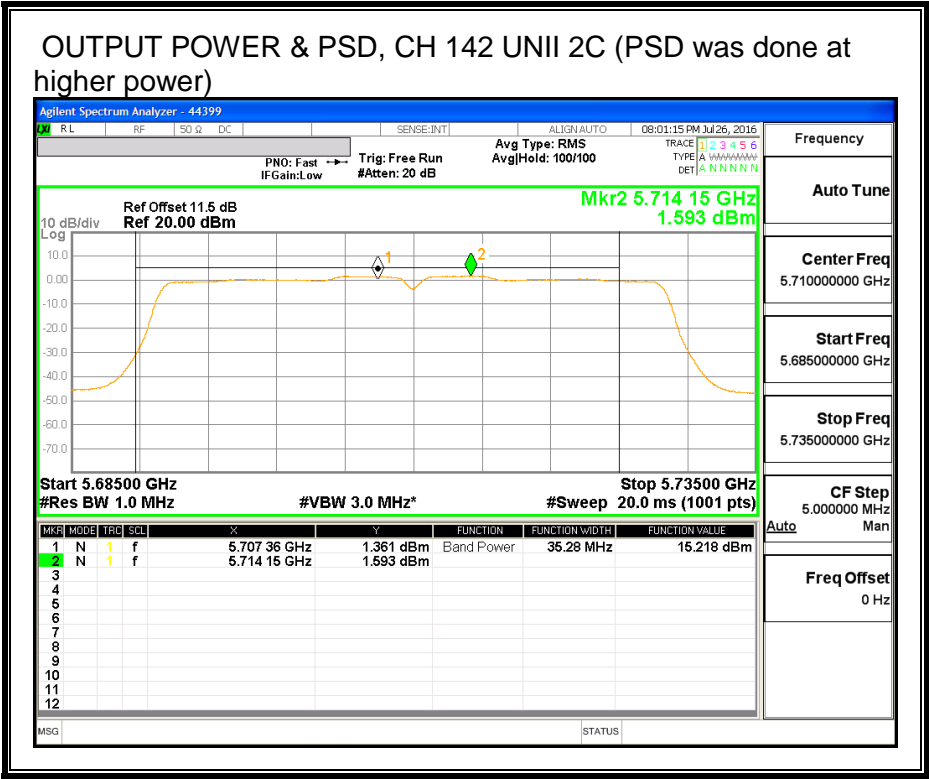 OUTPUT POWER & PSD, CH 142 UNII 2C (PSD was done at
higher power)
Agilent Spectrum Analyzer - 44399
LXI RL RF 50 Ω DC SENSE:INT ALIGN AUTO 08:01:15 PM Jul 26, 2016
PNO: Fast
IFGain:Low
Trig: Free Run
#Atten: 20 dB
Avg Type: RMS
Avg|Hold: 100/100
TRACE 1 2 3 4 5 6
TYPE A WWWWW
DET A N N N N N
Mkr2 5.714 15 GHz
1.593 dBm
Ref Offset 11.5 dB
10 dB/div Ref 20.00 dBm
Log
10.0
0.00
-10.0
-20.0
-30.0
-40.0
-50.0
-60.0
-70.0
1
2
Start 5.68500 GHz Stop 5.73500 GHz
#Res BW 1.0 MHz #VBW 3.0 MHz* #Sweep 20.0 ms (1001 pts)
MKR MODE TRC SCL X Y FUNCTION FUNCTION WIDTH FUNCTION VALUE
1 N 1 f 5.707 36 GHz 1.361 dBm Band Power 35.28 MHz 15.218 dBm
2 N 1 f 5.714 15 GHz 1.593 dBm
3
4
5
6
7
8
9
10
11
12
MSG STATUS
Frequency
Auto Tune
Center Freq
5.710000000 GHz
Start Freq
5.685000000 GHz
Stop Freq
5.735000000 GHz
CF Step
5.000000 MHz
Auto Man
Freq Offset
0 Hz